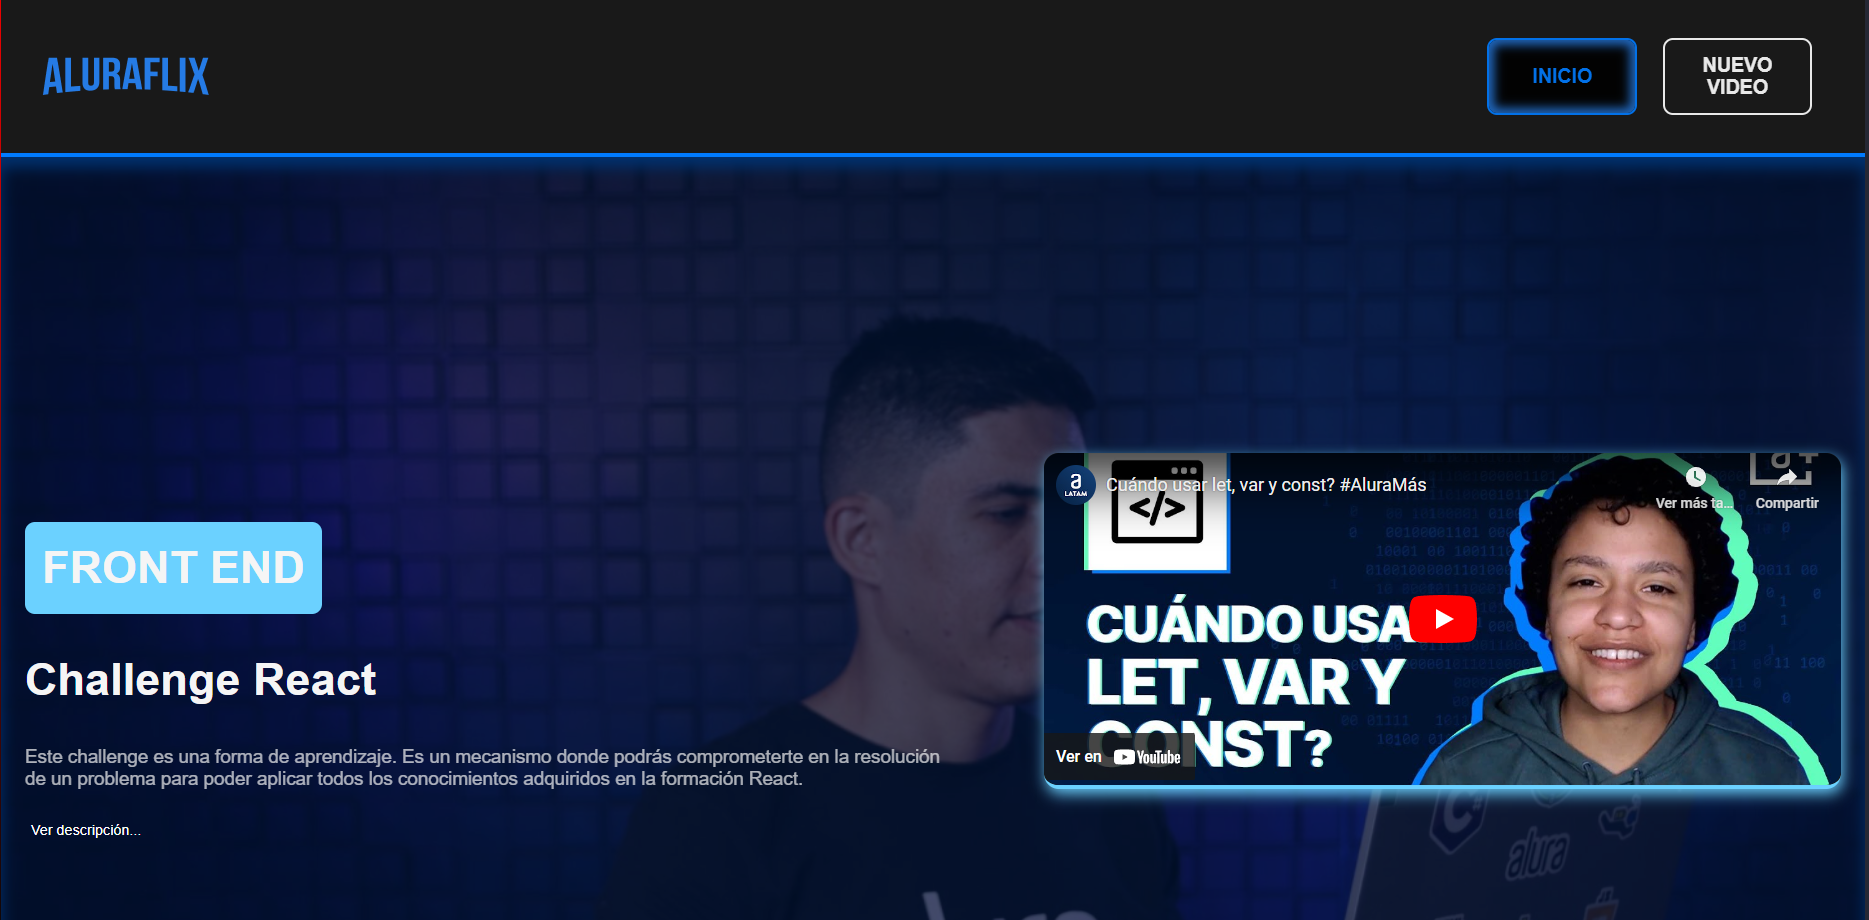 ALURAFLIX
INICIO
NUEVO
VIDEO
FRONT END
Challenge React
Este challenge es una forma de aprendizaje. Es un mecanismo donde podrás comprometerte en la resolución
de un problema para poder aplicar todos los conocimientos adquiridos en la formación React.
Ver descripción...
a
LATAM
Cuándo usar let, var y const? #AluraMás
Ver más ta...
Compartir
</>
CUÁNDO USA
LET, VAR Y
CONST?
Ver en YouTube
alura